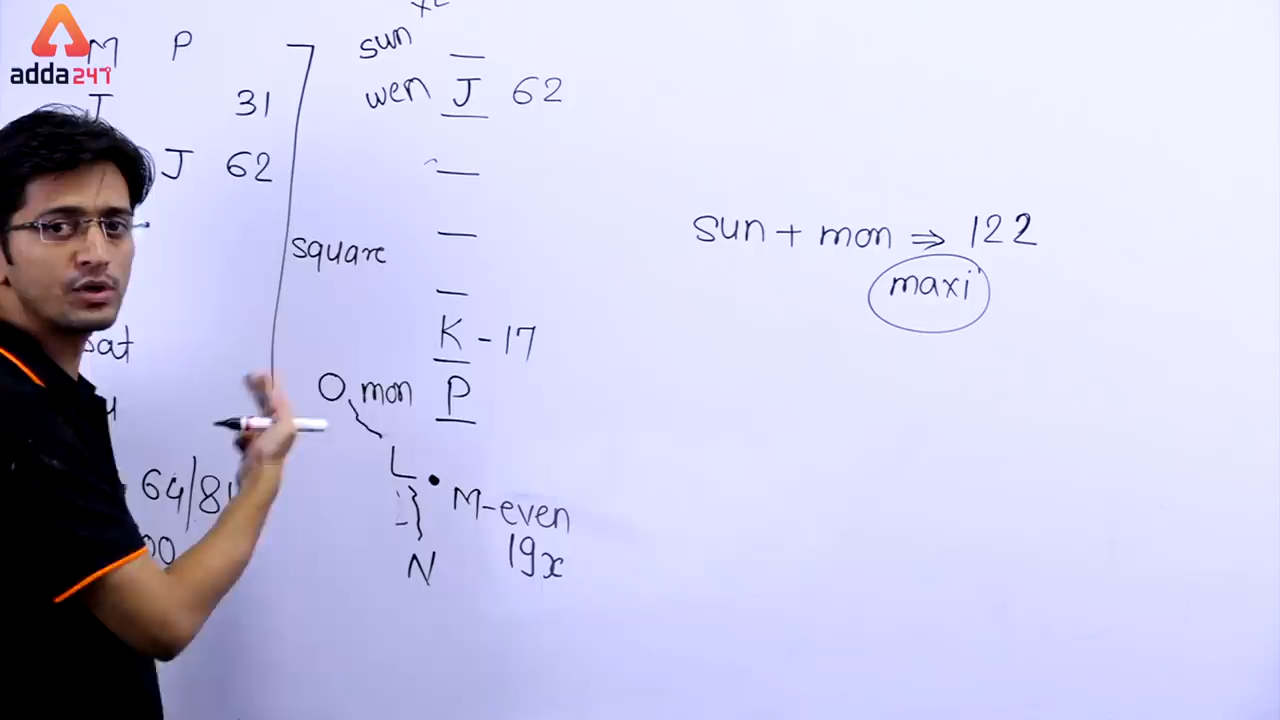 adda247
M P
J 31
J 62
sat
64/81
sun
wen J 62
square
K - 17
O mon P
L
M-even
N 19x
sun + mon ⇒ 122
maxi